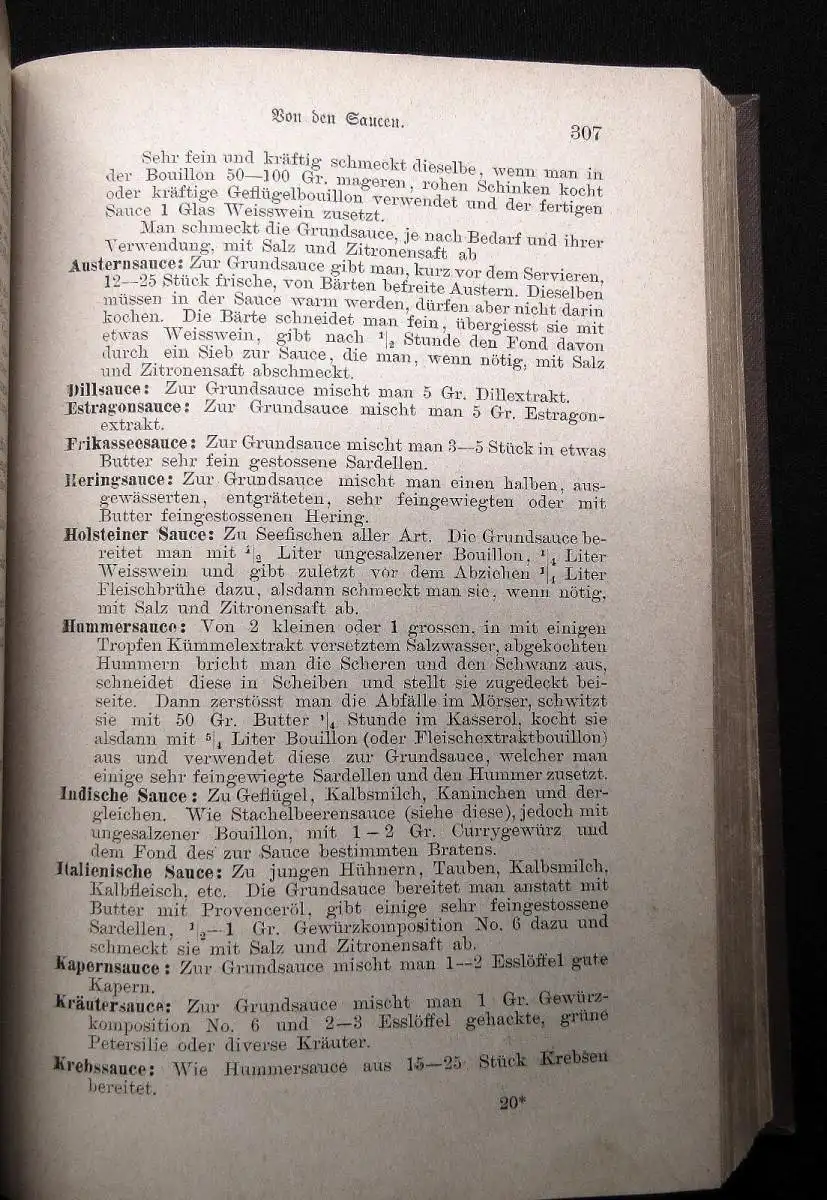 Von den Saucen.
307
Sehr fein und kräftig schmeckt dieselbe, wenn man in
der Bouillon 50—100 Gr. mageren, rohen Schinken kocht
oder kräftige Geflügelbouillon verwendet und der fertigen
Sauce 1 Glas Weisswein zusetzt.
Man schmeckt die Grundsauce, je nach Bedarf und ihrer
Verwendung, mit Salz und Zitronensaft ab
Austernsauce: Zur Grundsauce gibt man, kurz vor dem Servieren,
12—25 Stück frische, von Bärten befreite Austern. Dieselben
müssen in der Sauce warm werden, dürfen aber nicht darin
kochen. Die Bärte schneidet man fein, übergiesst sie mit
etwas Weisswein, gibt nach 1|2 Stunde den Fond davon
durch ein Sieb zur Sauce, die man, wenn nötig, mit Salz
und Zitronensaft abschmeckt.
Dillsauce: Zur Grundsauce mischt man 5 Gr. Dillextrakt.
Estragonsauce: Zur Grundsauce mischt man 5 Gr. Estragon-
extrakt.
Frikasseesauce: Zur Grundsauce mischt man 3—5 Stück in etwas
Butter sehr fein gestossene Sardellen.
Heringsauce: Zur Grundsauce mischt man einen halben, aus-
gewässerten, entgräteten, sehr feingewiegten oder mit
Butter feingestossenen Hering.
Holsteiner Sauce: Zu Seefischen aller Art. Die Grundsauce be-
reitet man mit 1|2 Liter ungesalzener Bouillon, 1|4 Liter
Weisswein und gibt zuletzt vor dem Abziehen 1|4 Liter
Fleischbrühe dazu, alsdann schmeckt man sie, wenn nötig,
mit Salz und Zitronensaft ab.
Hummersauce: Von 2 kleinen oder 1 grossen, in mit einigen
Tropfen Kümmelextrakt versetztem Salzwasser, abgekochten
Hummern bricht man die Scheren und den Schwanz aus,
schneidet diese in Scheiben und stellt sie zugedeckt bei-
seite. Dann zerstösst man die Abfälle im Mörser, schwitzt
sie mit 50 Gr. Butter 1|4 Stunde im Kasserol, kocht sie
alsdann mit 5|4 Liter Bouillon (oder Fleischextraktbouillon)
aus und verwendet diese zur Grundsauce, welcher man
einige sehr feingewiegte Sardellen und den Hummer zusetzt.
Indische Sauce: Zu Geflügel, Kalbsmilch, Kaninchen und der-
gleichen. Wie Stachelbeerensauce (siehe diese), jedoch mit
ungesalzener Bouillon, mit 1—2 Gr. Currygewürz und
dem Fond des zur Sauce bestimmten Bratens.
Italienische Sauce: Zu jungen Hühnern, Tauben, Kalbsmilch,
Kalbfleisch, etc. Die Grundsauce bereitet man anstatt mit
Butter mit Provenceröl, gibt einige sehr feingestossene
Sardellen, 1|2—1 Gr. Gewürzkomposition No. 6 dazu und
schmeckt sie mit Salz und Zitronensaft ab.
Kapernsauce: Zur Grundsauce mischt man 1—2 Esslöffel gute
Kapern.
Kräutersauce: Zur Grundsauce mischt man 1 Gr. Gewürz-
komposition No. 6 und 2—3 Esslöffel gehackte, grüne
Petersilie oder diverse Kräuter.
Krebssauce: Wie Hummersauce aus 15—25 Stück Krebsen
bereitet.
20*